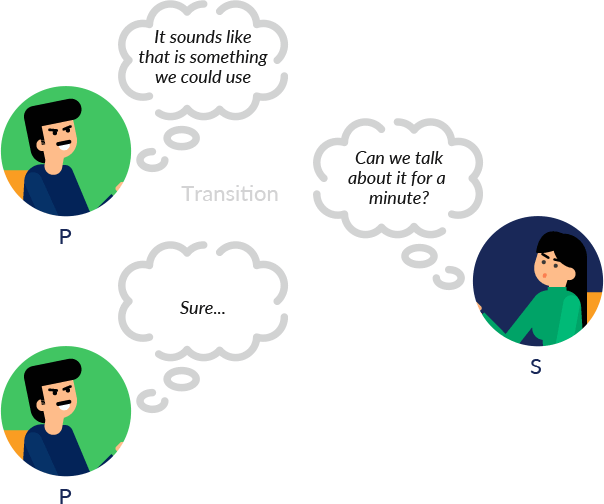 It sounds like
that is something
we could use
P
Transition
Can we talk
about it for a
minute?
S
Sure...
P